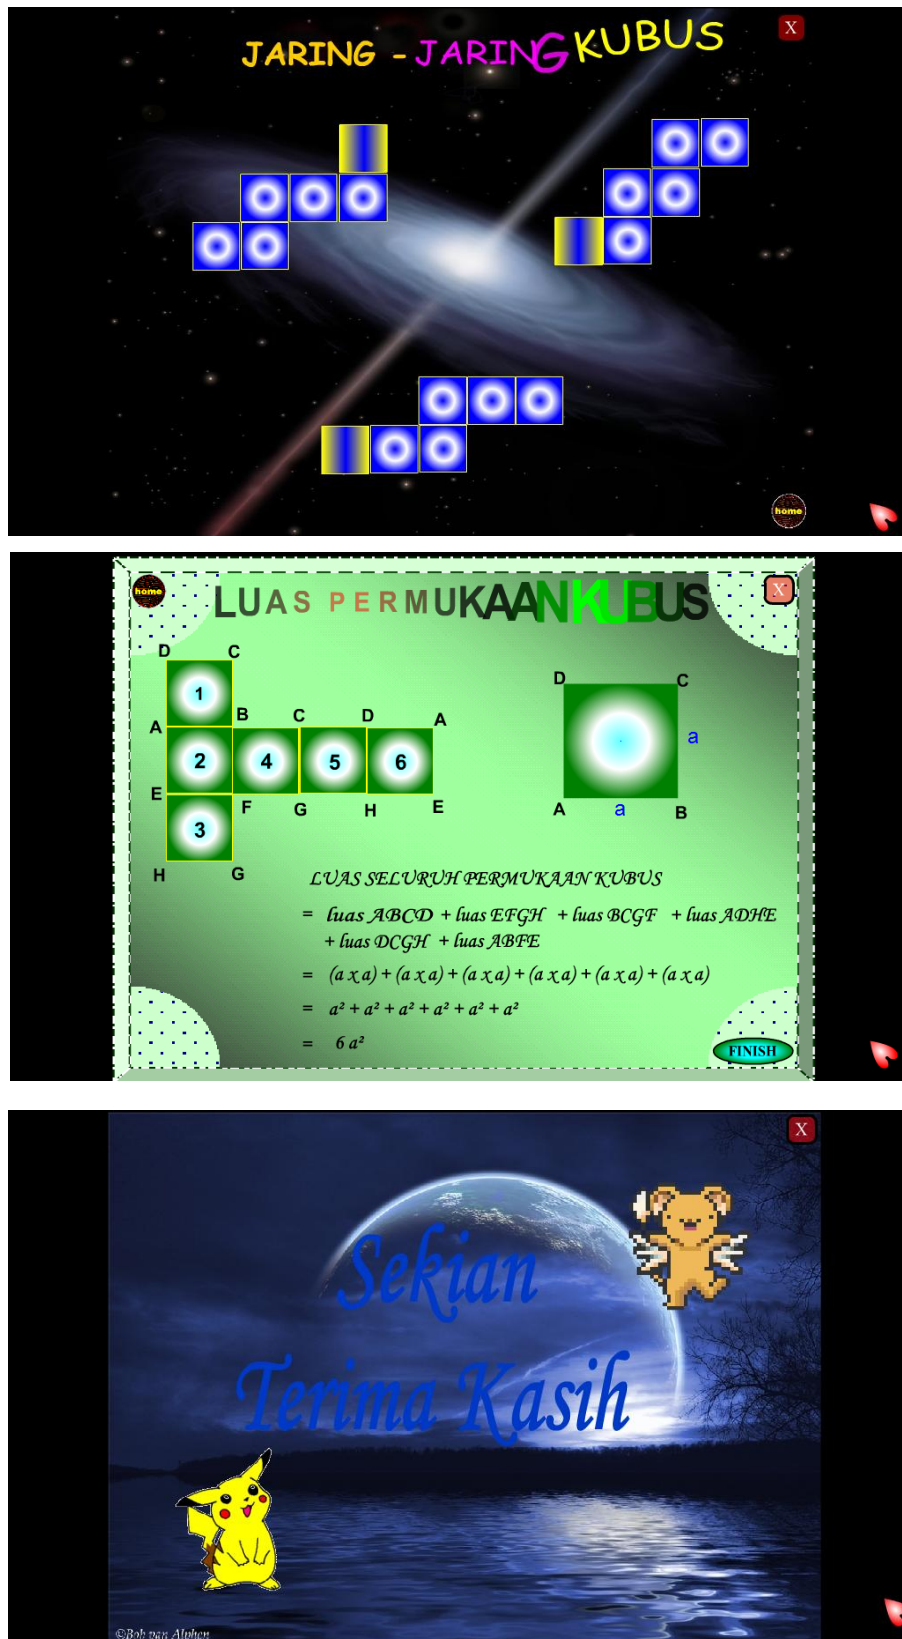 JARING - JARING KUBUS
X
home
home
LUAS PERMUKAAN KUBUS
X
D C
1
A B C D A
2 4 5 6
E F G H E
3
H G
D C
a
A a B
LUAS SELURUH PERMUKAAN KUBUS
= luas ABCD + luas EFGH + luas BCGF + luas ADHE
+ luas DCGH + luas ABFE
= (a x a) + (a x a) + (a x a) + (a x a) + (a x a) + (a x a)
= a² + a² + a² + a² + a² + a²
= 6 a²
FINISH
X
Sekian
Terima Kasih
©Bob van Alphen